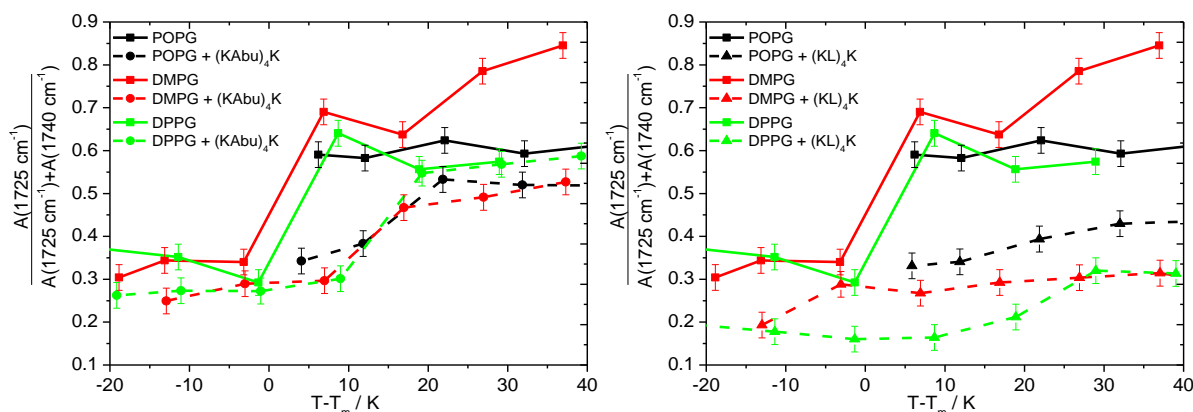 A(1725 cm⁻¹)
A(1725 cm⁻¹)+A(1740 cm⁻¹)
0.9
0.8
0.7
0.6
0.5
0.4
0.3
0.2
0.1
POPG
POPG + (KAbu)₄K
DMPG
DMPG + (KAbu)₄K
DPPG
DPPG + (KAbu)₄K
-20 -10 0 10 20 30 40
T-Tₘ / K
A(1725 cm⁻¹)
A(1725 cm⁻¹)+A(1740 cm⁻¹)
0.9
0.8
0.7
0.6
0.5
0.4
0.3
0.2
0.1
POPG
POPG + (KL)₄K
DMPG
DMPG + (KL)₄K
DPPG
DPPG + (KL)₄K
-20 -10 0 10 20 30 40
T-Tₘ / K